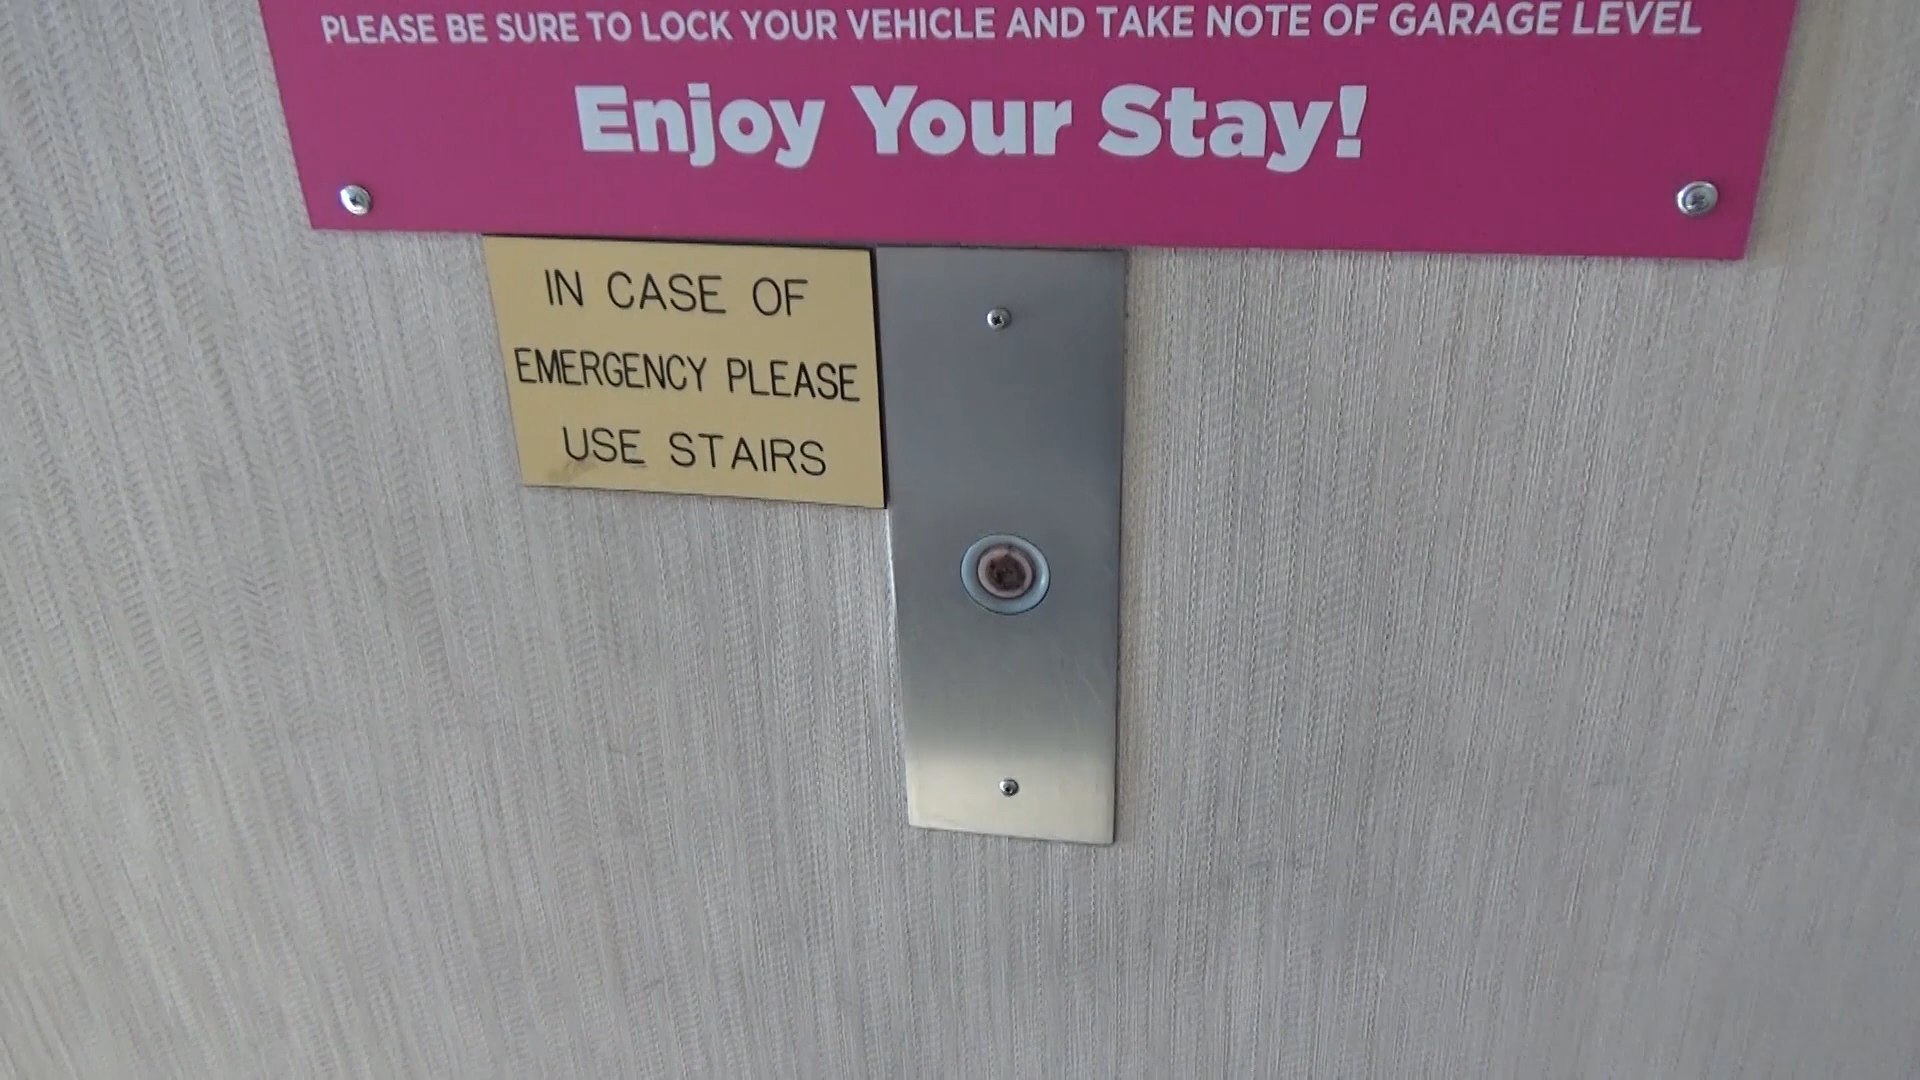 PLEASE BE SURE TO LOCK YOUR VEHICLE AND TAKE NOTE OF GARAGE LEVEL
Enjoy Your Stay!
IN CASE OF
EMERGENCY PLEASE
USE STAIRS